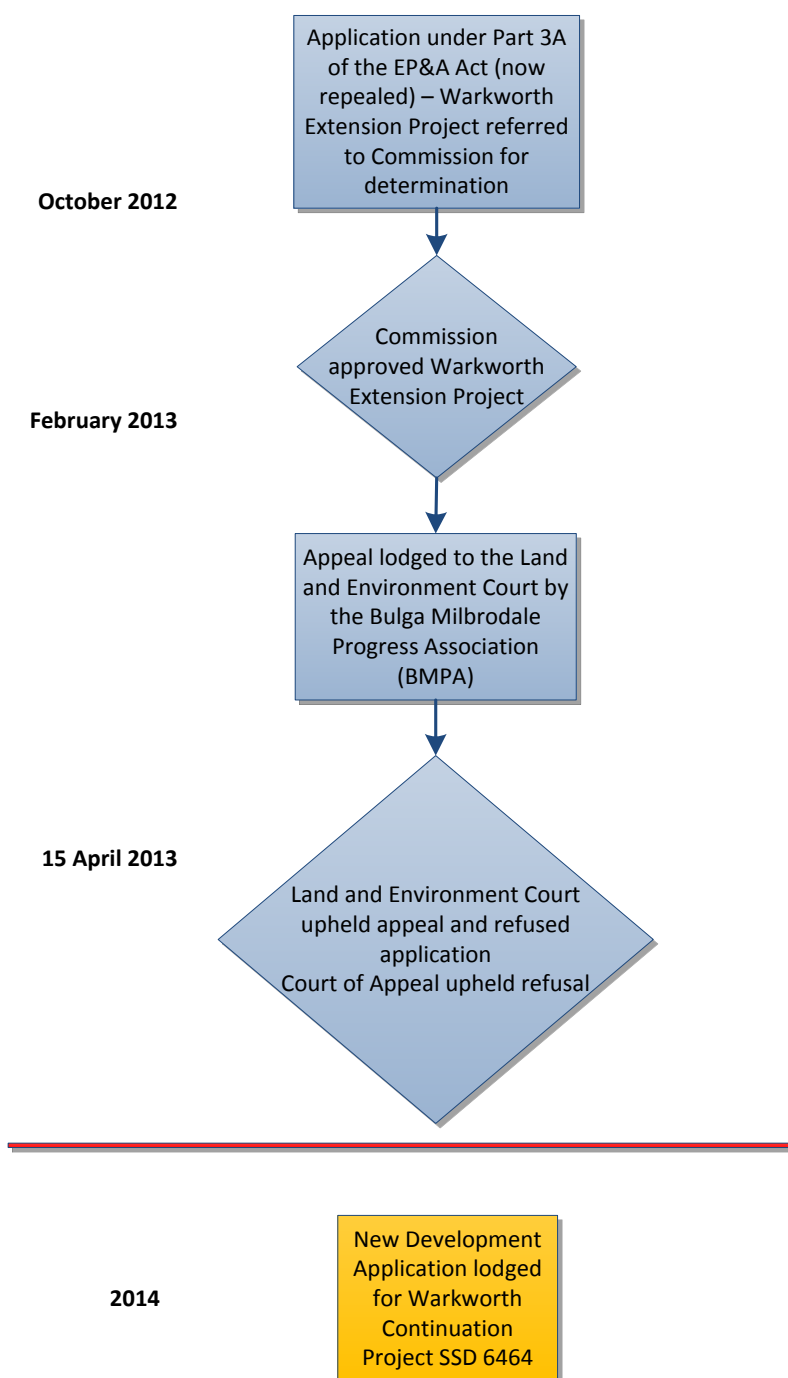 Application under Part 3A
of the EP&A Act (now
repealed) – Warkworth
Extension Project referred
to Commission for
determination
October 2012
Commission
approved Warkworth
Extension Project
February 2013
Appeal lodged to the Land
and Environment Court by
the Bulga Milbrodale
Progress Association
(BMPA)
15 April 2013
Land and Environment Court
upheld appeal and refused
application
Court of Appeal upheld refusal
2014
New Development
Application lodged
for Warkworth
Continuation
Project SSD 6464